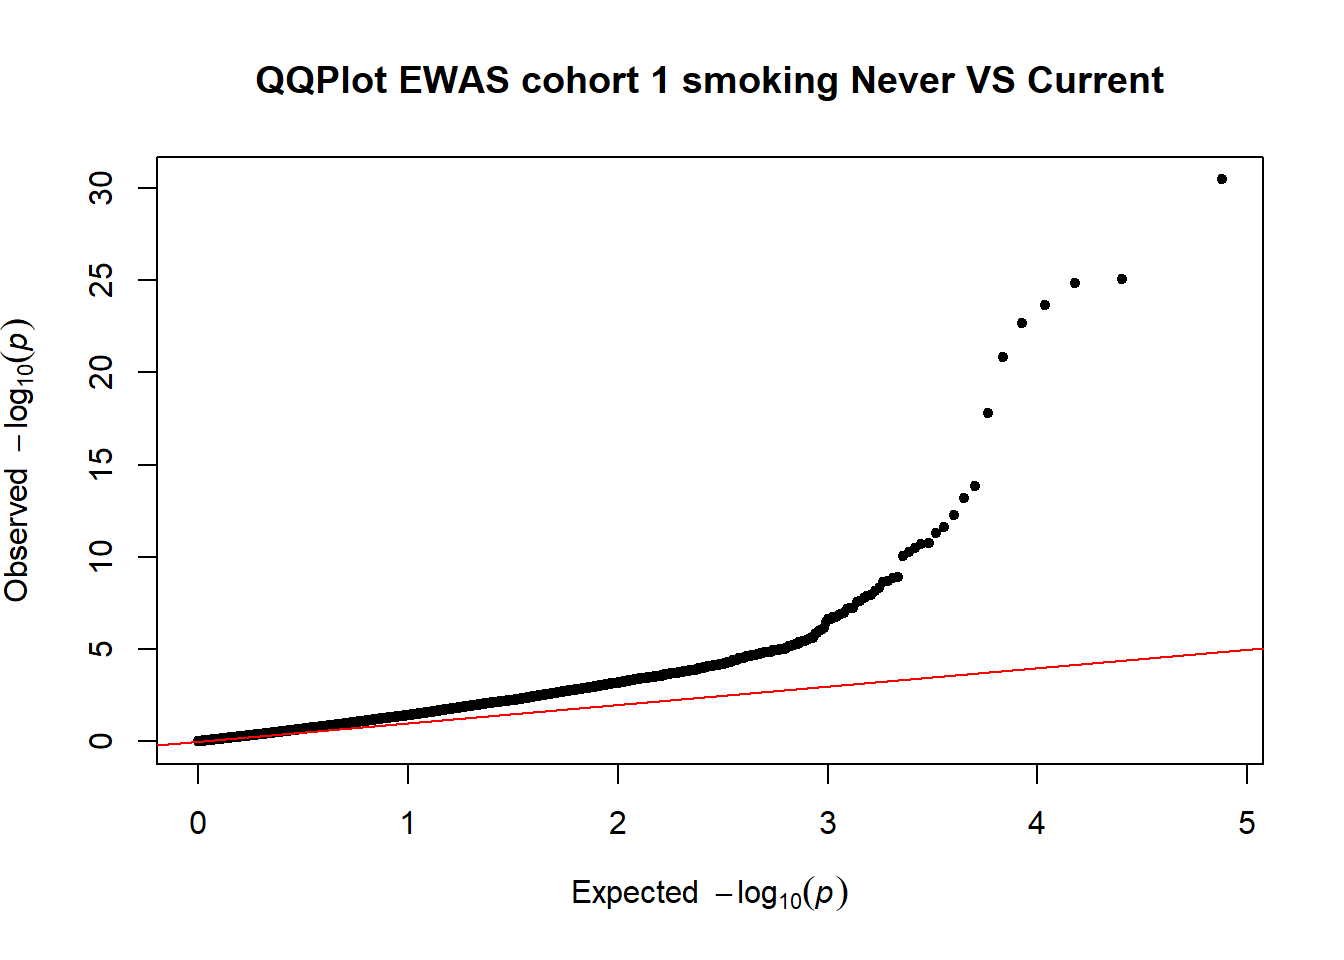 QQPlot EWAS cohort 1 smoking Never VS Current
Observed −log10(p)
30
25
20
15
10
5
0
0 1 2 3 4 5
Expected −log10(p)